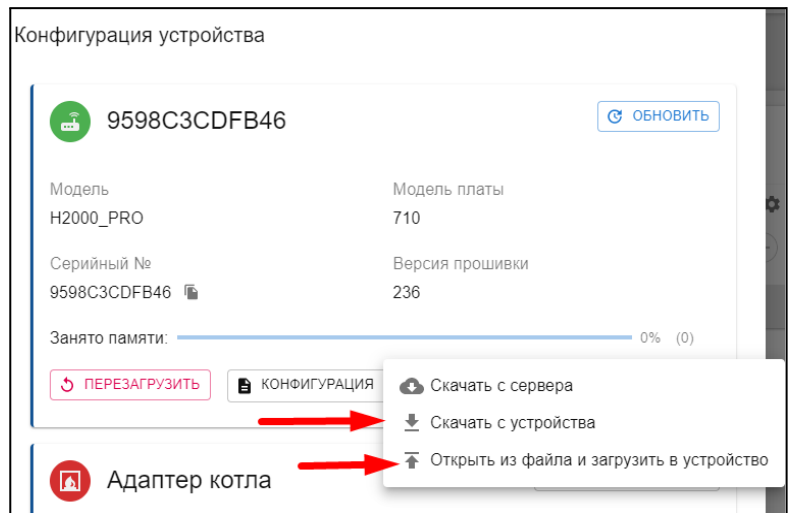 Конфигурация устройства
9598C3CDFB46
ОБНОВИТЬ
Модель
Модель платы
H2000_PRO
710
Серийный №
Версия прошивки
9598C3CDFB46
236
Занято памяти:
0% (0)
ПЕРЕЗАГРУЗИТЬ
КОНФИГУРАЦИЯ
Скачать с сервера
Скачать с устройства
Открыть из файла и загрузить в устройство
Адаптер котла